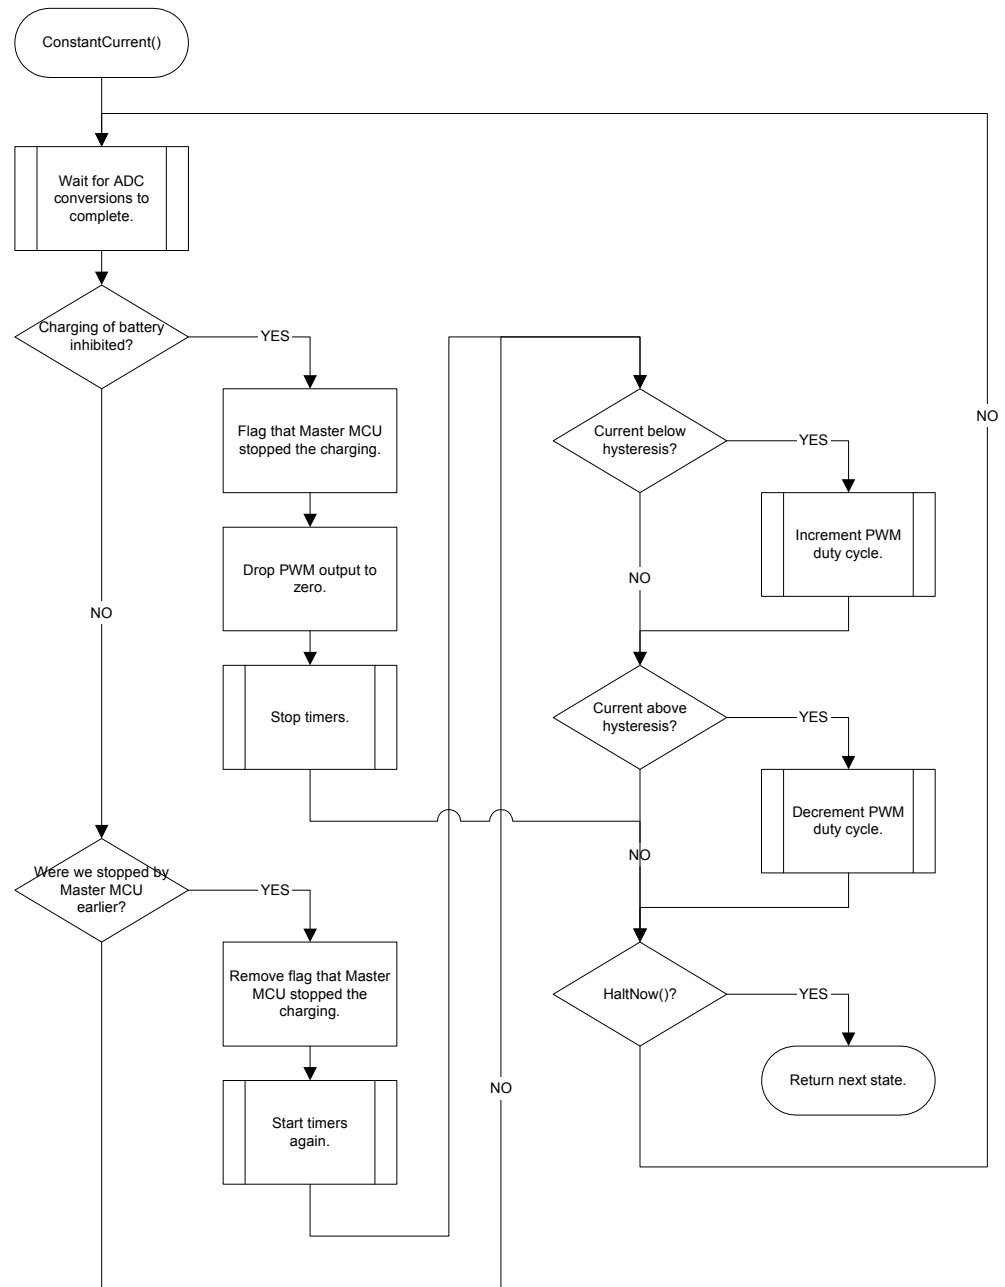 ConstantCurrent()
Wait for ADC
conversions to
complete.
Charging of battery
inhibited?
YES
Flag that Master MCU
stopped the charging.
Drop PWM output to
zero.
Stop timers.
NO
Were we stopped by
Master MCU
earlier?
YES
Remove flag that Master
MCU stopped the
charging.
Start timers
again.
NO
Current below
hysteresis?
YES
Increment PWM
duty cycle.
NO
Current above
hysteresis?
YES
Decrement PWM
duty cycle.
NO
HaltNow()?
YES
Return next state.
NO